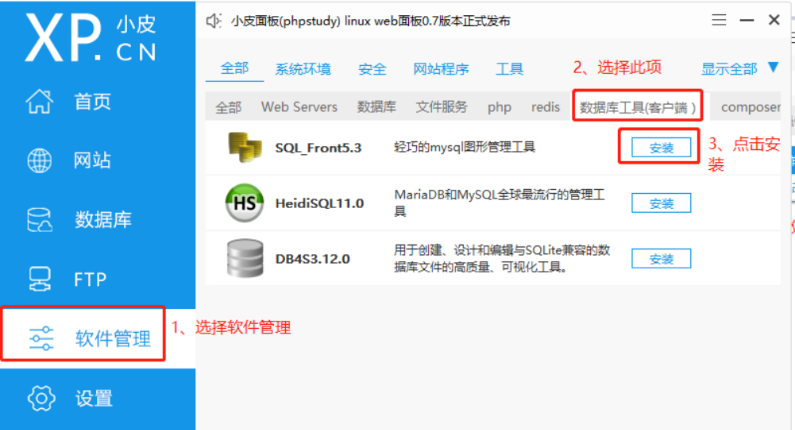 XP.CN 小皮
小皮面板(phpstudy) linux web面板0.7版本正式发布
全部 系统环境 安全 网站程序 工具 2、选择此项 显示全部
全部 Web Servers 数据库 文件服务 php redis 数据库工具(客户端 ) composer
SQL_Front5.3 轻巧的mysql图形管理工具 安装 3、点击安
装
HeidiSQL11.0 MariaDB和MySQL全球最流行的管理工
具 安装
DB4S3.12.0 用于创建、设计和编辑与SQLite兼容的数
据库文件的高质量、可视化工具。 安装
首页
网站
数据库
FTP
软件管理 1、选择软件管理
设置